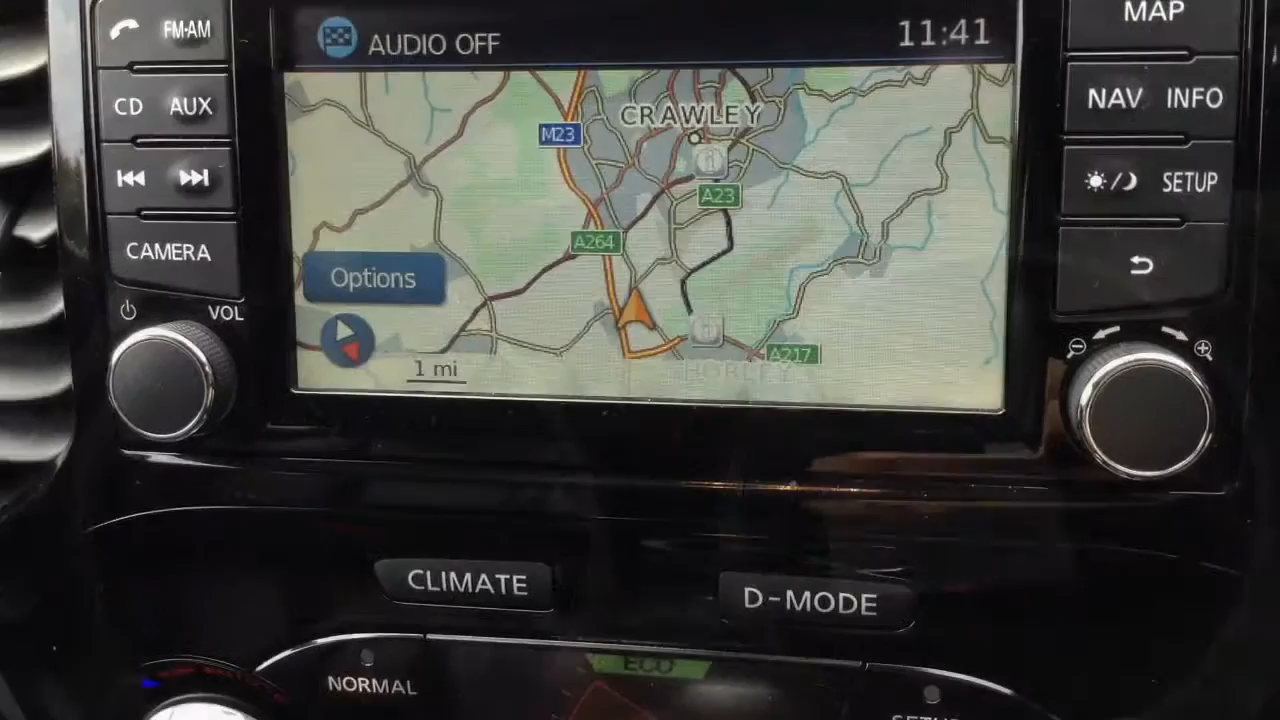 FM·AM
AUDIO OFF
11:41
MAP
CD AUX
M23
CRAWLEY
NAV INFO
A23
SETUP
CAMERA
A264
Options
VOL
1 mi
HORLEY
A217
CLIMATE
D-MODE
ECO
NORMAL